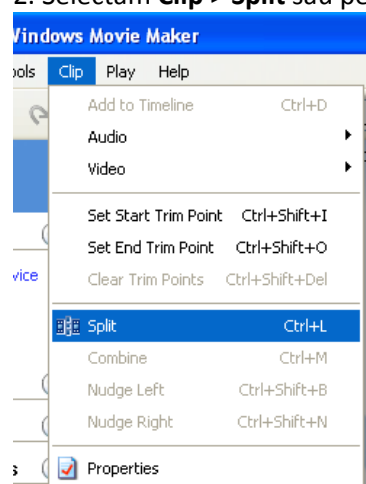 2. Selectăm Clip > Split sau pe
Windows Movie Maker
ools Clip Play Help
Add to Timeline Ctrl+D
Audio
Video
Set Start Trim Point Ctrl+Shift+I
Set End Trim Point Ctrl+Shift+O
vice Clear Trim Points Ctrl+Shift+Del
Split Ctrl+L
Combine Ctrl+M
Nudge Left Ctrl+Shift+B
Nudge Right Ctrl+Shift+N
s Properties